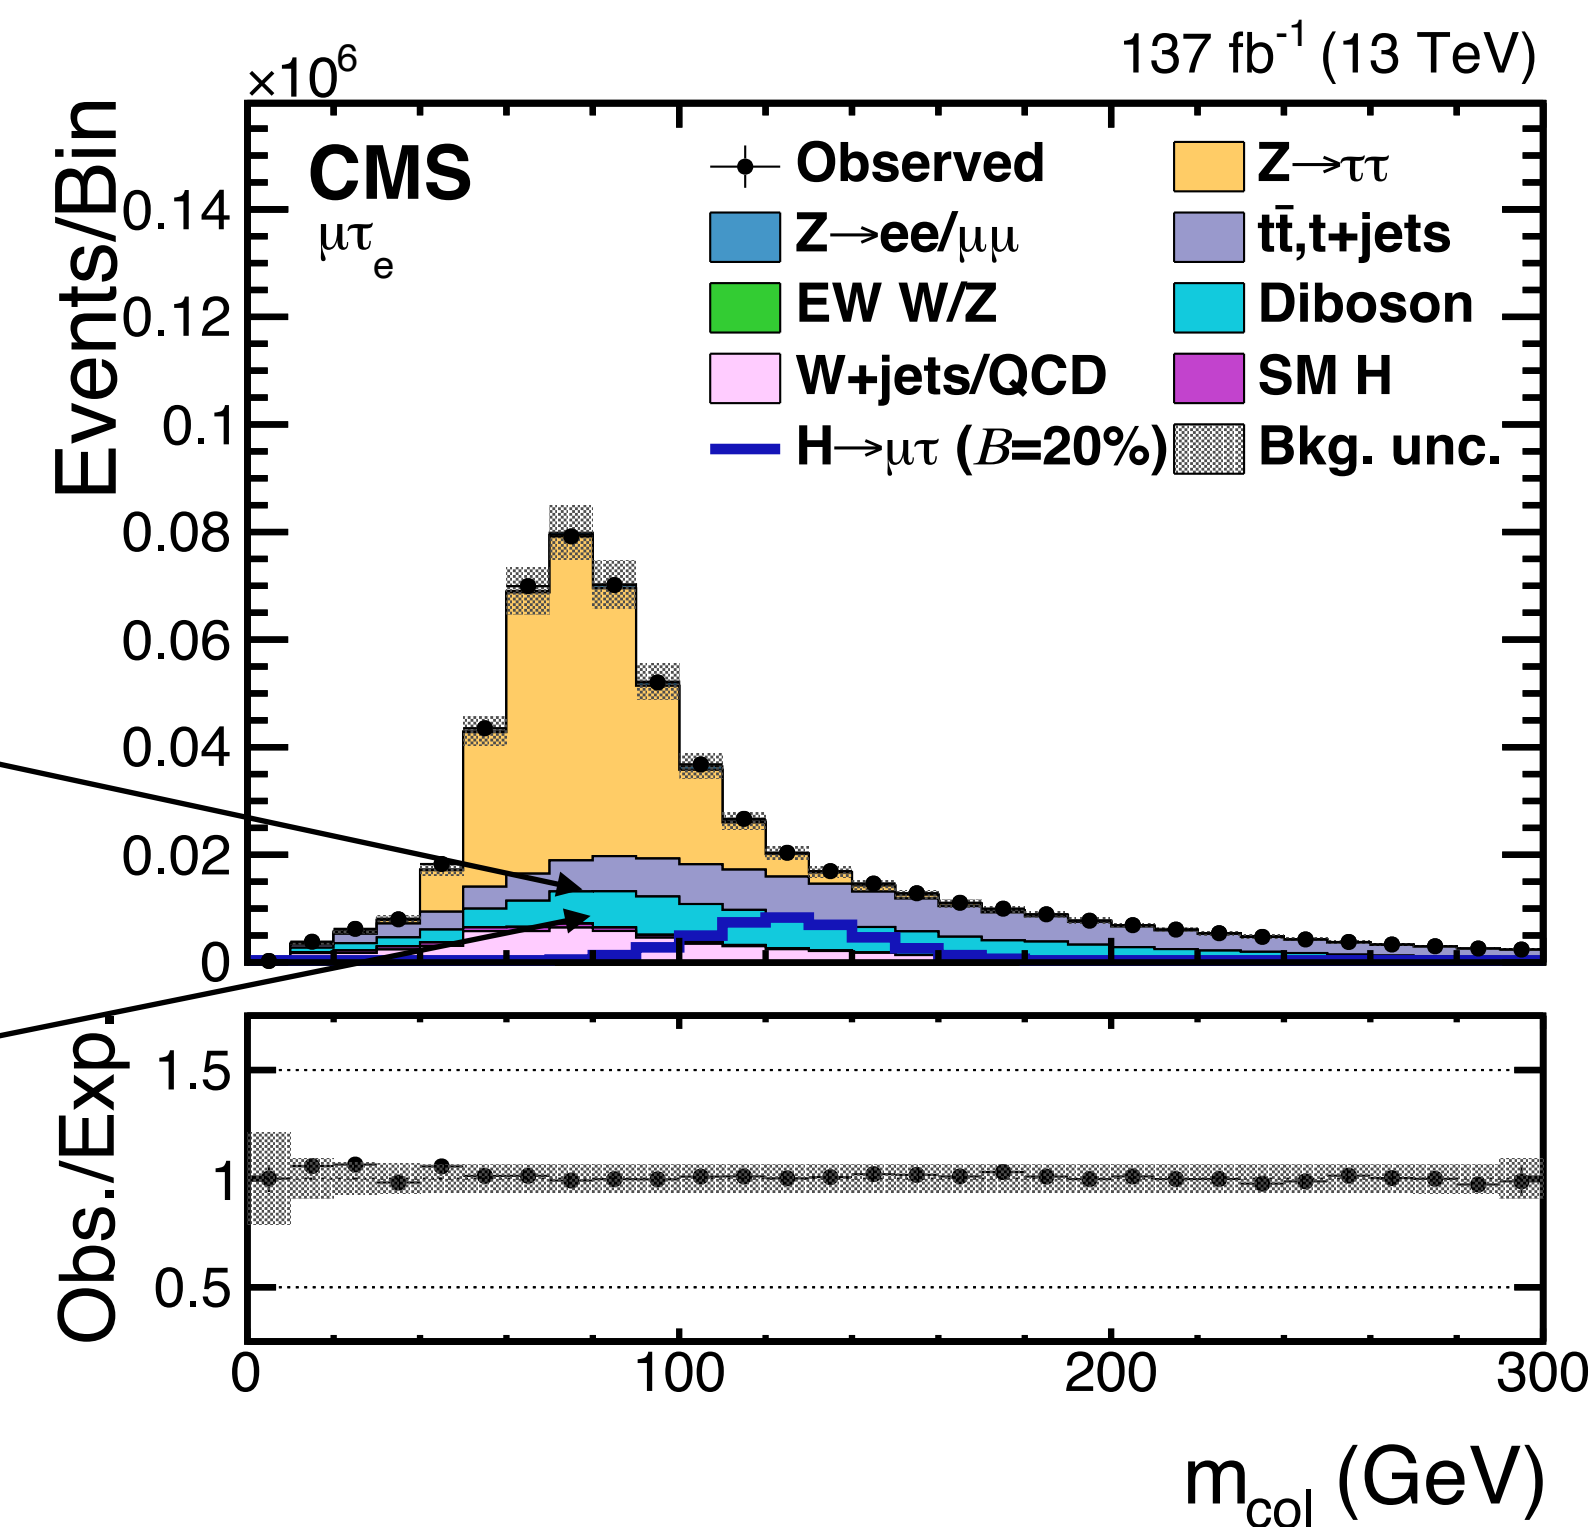 137 fb⁻¹ (13 TeV)
×10⁶
Events/Bin
CMS
μτₑ
Observed
Z→ττ
Z→ee/μμ
tt̄,t+jets
EW W/Z
Diboson
W+jets/QCD
SM H
H→μτ (B=20%)
Bkg. unc.
0.14
0.12
0.1
0.08
0.06
0.04
0.02
0
Obs./Exp.
1.5
1
0.5
0 100 200 300
m_col (GeV)